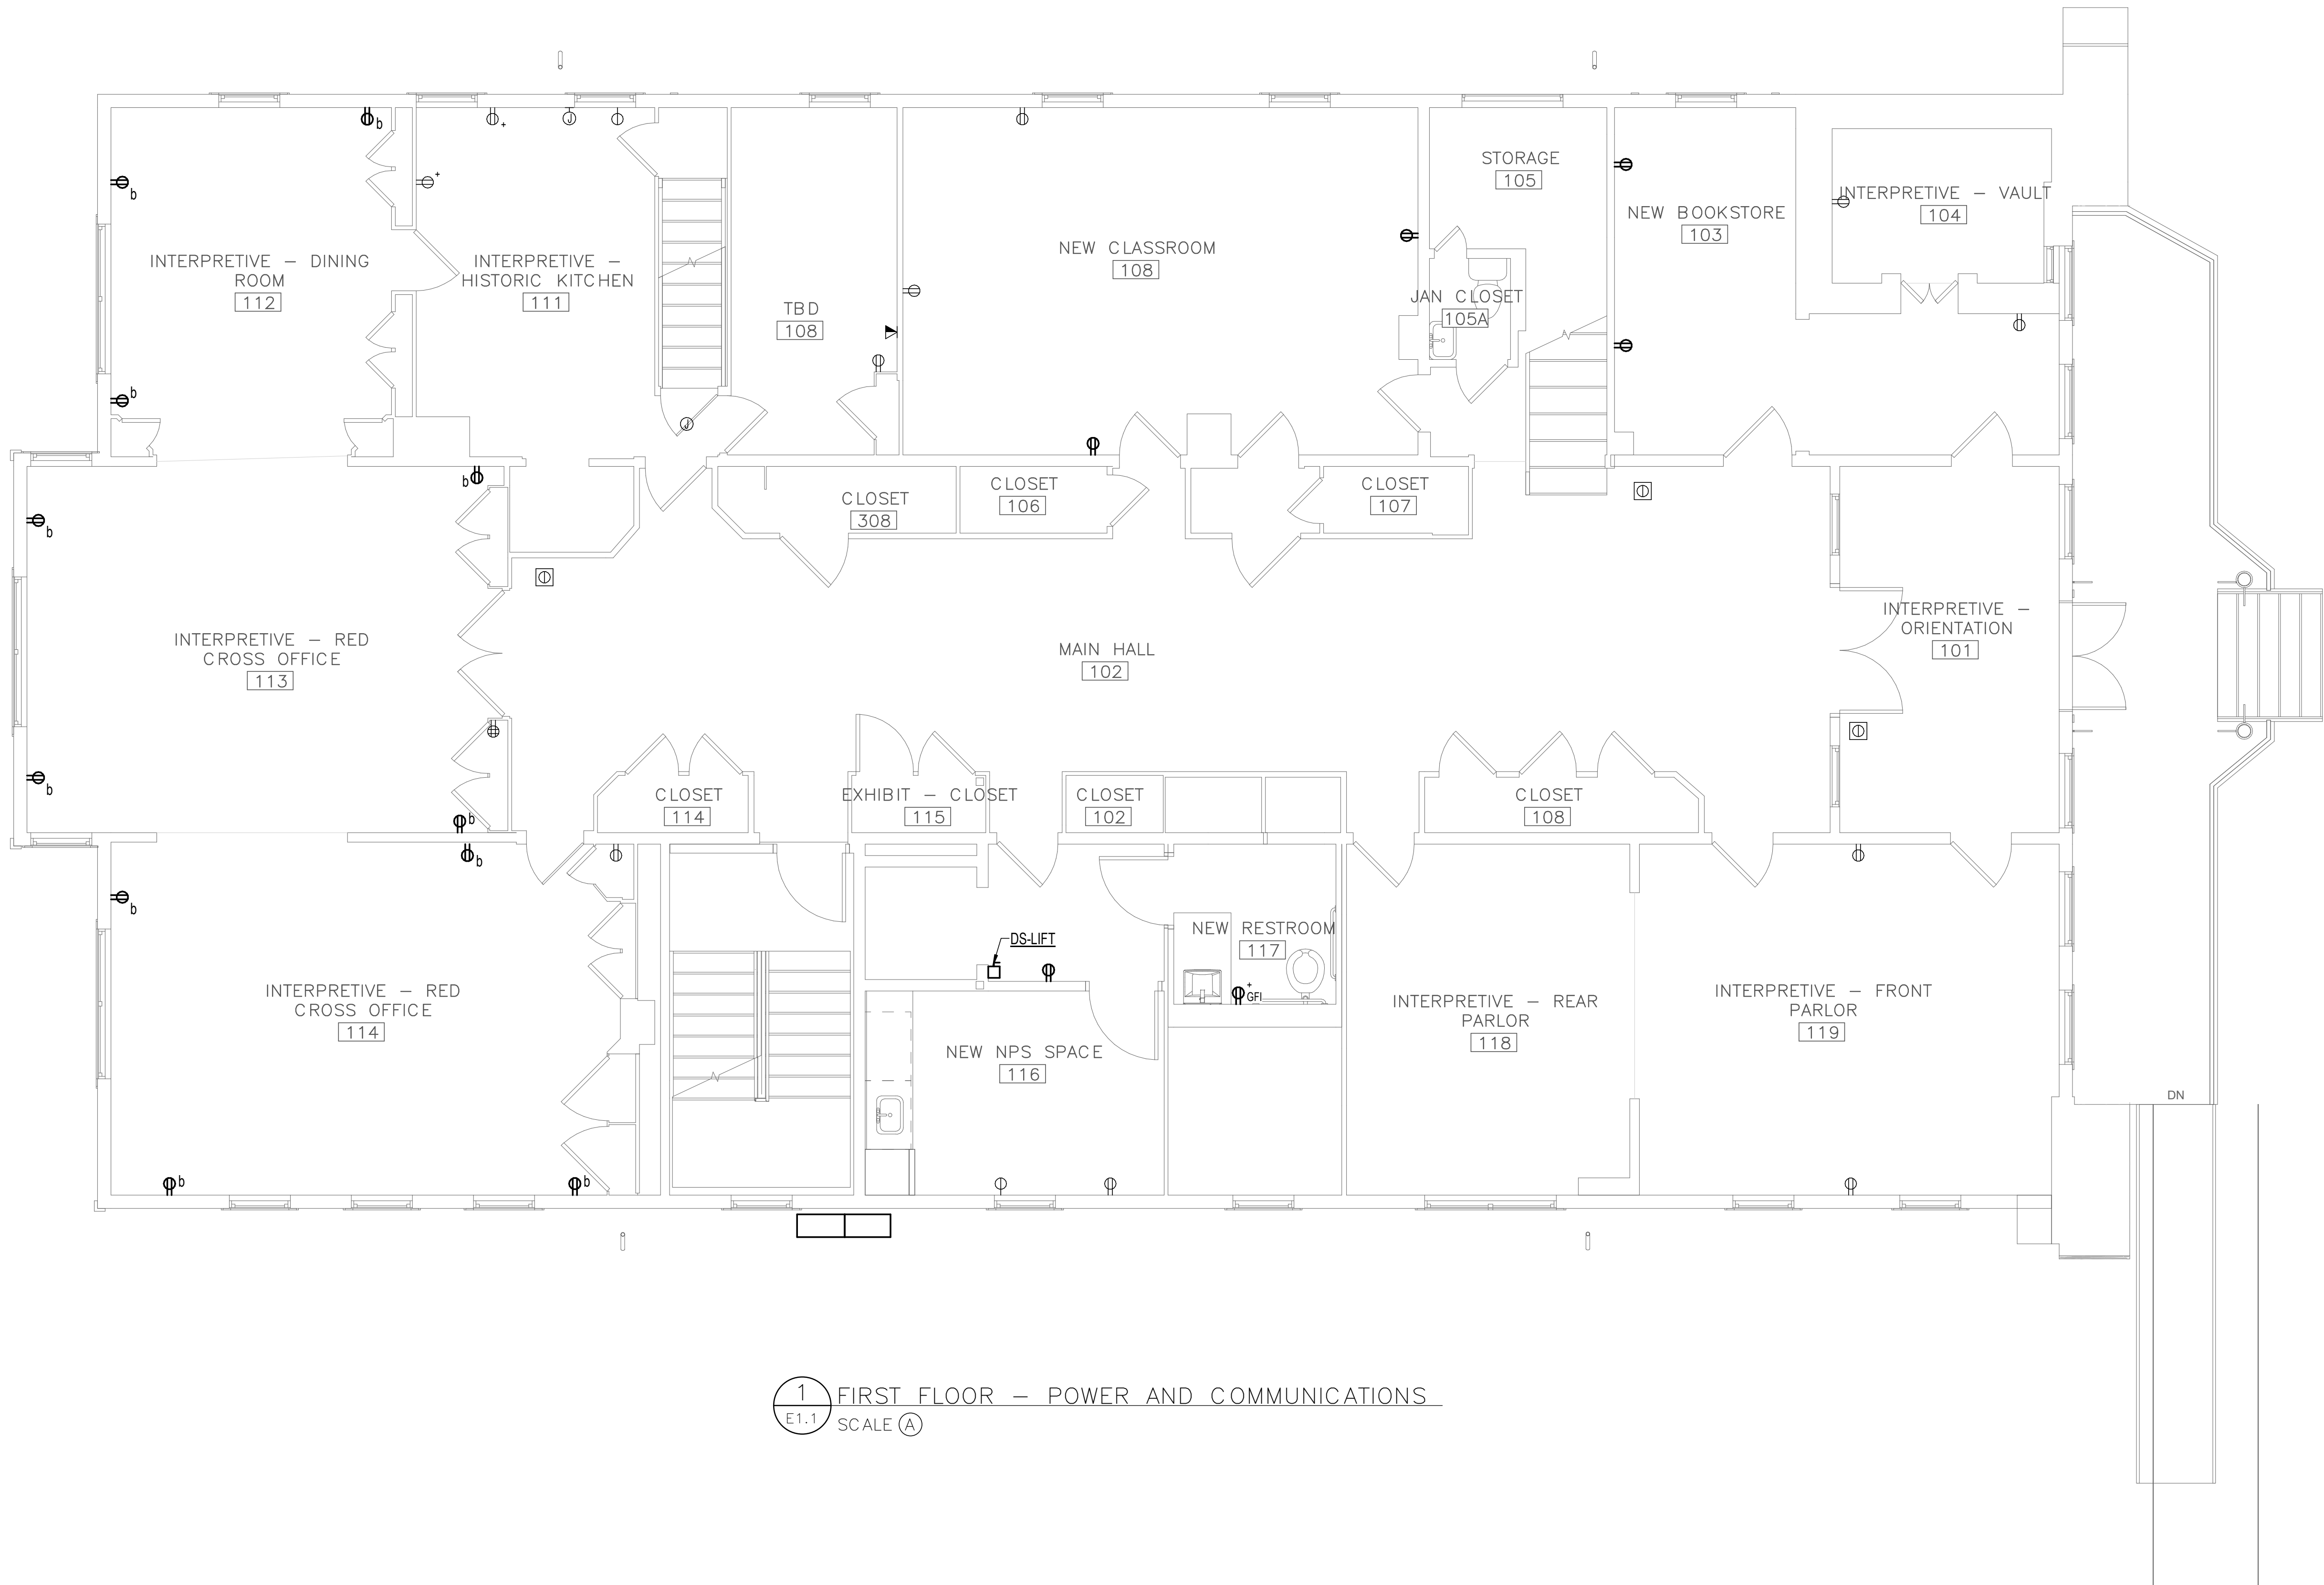 b
+
J
+
b
STORAGE
105
INTERPRETIVE – VAULT
104
NEW BOOKSTORE
103
NEW CLASSROOM
108
INTERPRETIVE – DINING
ROOM
112
INTERPRETIVE –
HISTORIC KITCHEN
111
TBD
108
JAN CLOSET
105A
b
J
b
CLOSET
308
CLOSET
106
CLOSET
107
b
INTERPRETIVE – RED
CROSS OFFICE
113
MAIN HALL
102
INTERPRETIVE –
ORIENTATION
101
b
CLOSET
114
EXHIBIT – CLOSET
115
CLOSET
102
CLOSET
108
b
b
b
DS-LIFT
NEW RESTROOM
117
+
GFI
INTERPRETIVE – RED
CROSS OFFICE
114
INTERPRETIVE – REAR
PARLOR
118
INTERPRETIVE – FRONT
PARLOR
119
NEW NPS SPACE
116
DN
b
b
1
E1.1
FIRST FLOOR – POWER AND COMMUNICATIONS
SCALE A